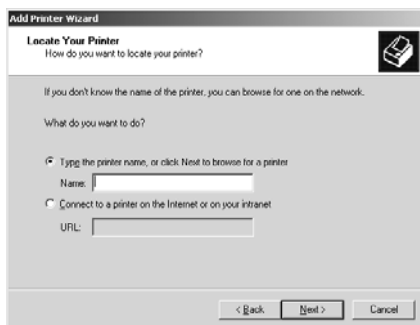 Add Printer Wizard
Locate Your Printer
How do you want to locate your printer?
If you don't know the name of the printer, you can browse for one on the network.
What do you want to do?
Type the printer name, or click Next to browse for a printer
Name:
Connect to a printer on the Internet or on your intranet
URL:
< Back Next > Cancel